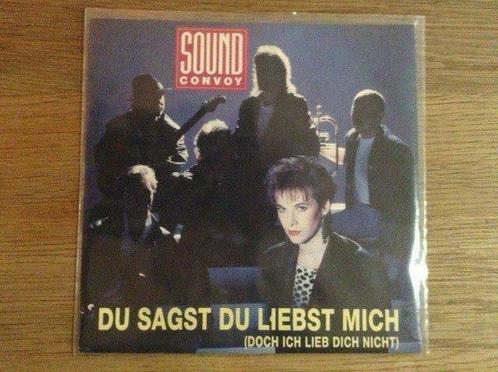 SOUND
CONVOY
DU SAGST DU LIEBST MICH
(DOCH ICH LIEB DICH NICHT)